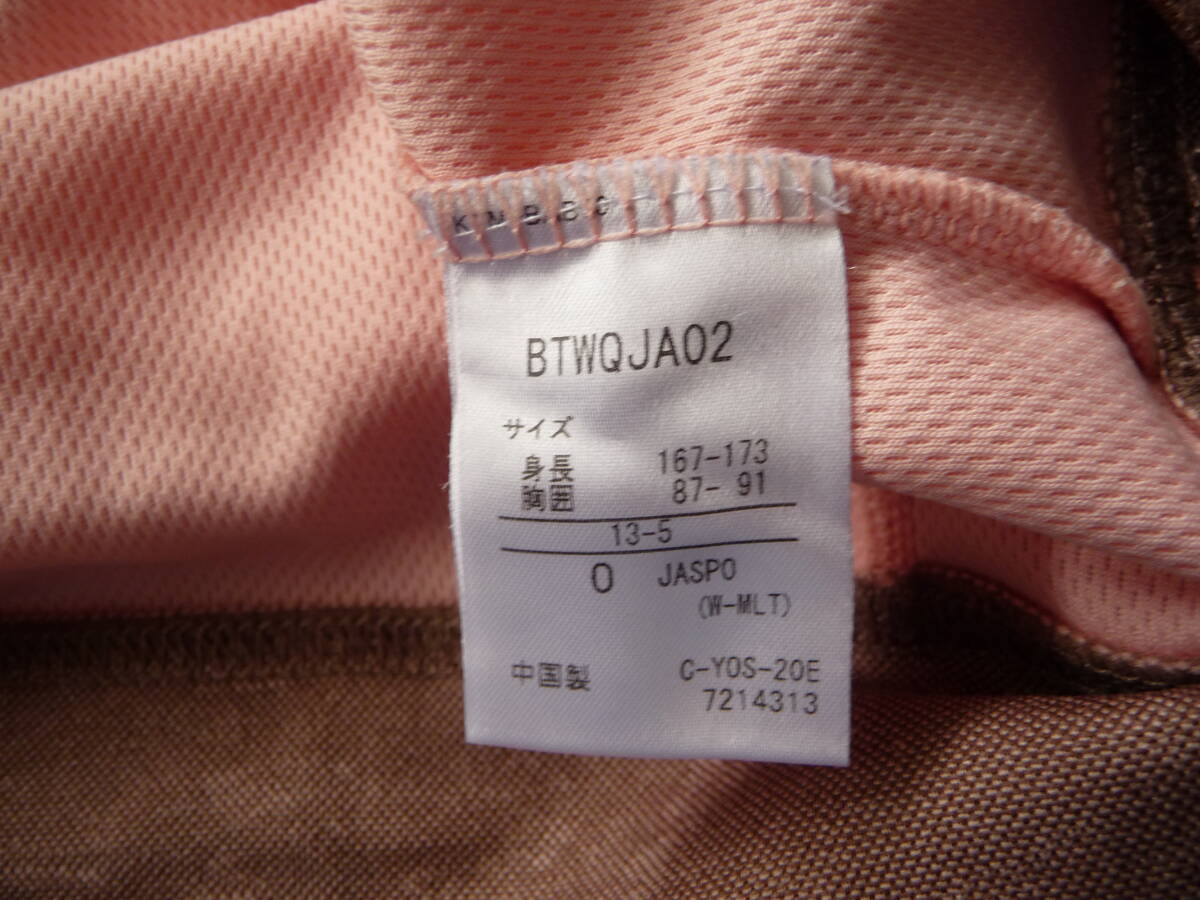 BTWQJA02
サイズ
身長 167-173
胸囲 87- 91
13-5
O JASPO
(W-MLT)
中国製 C-YOS-20E
7214313